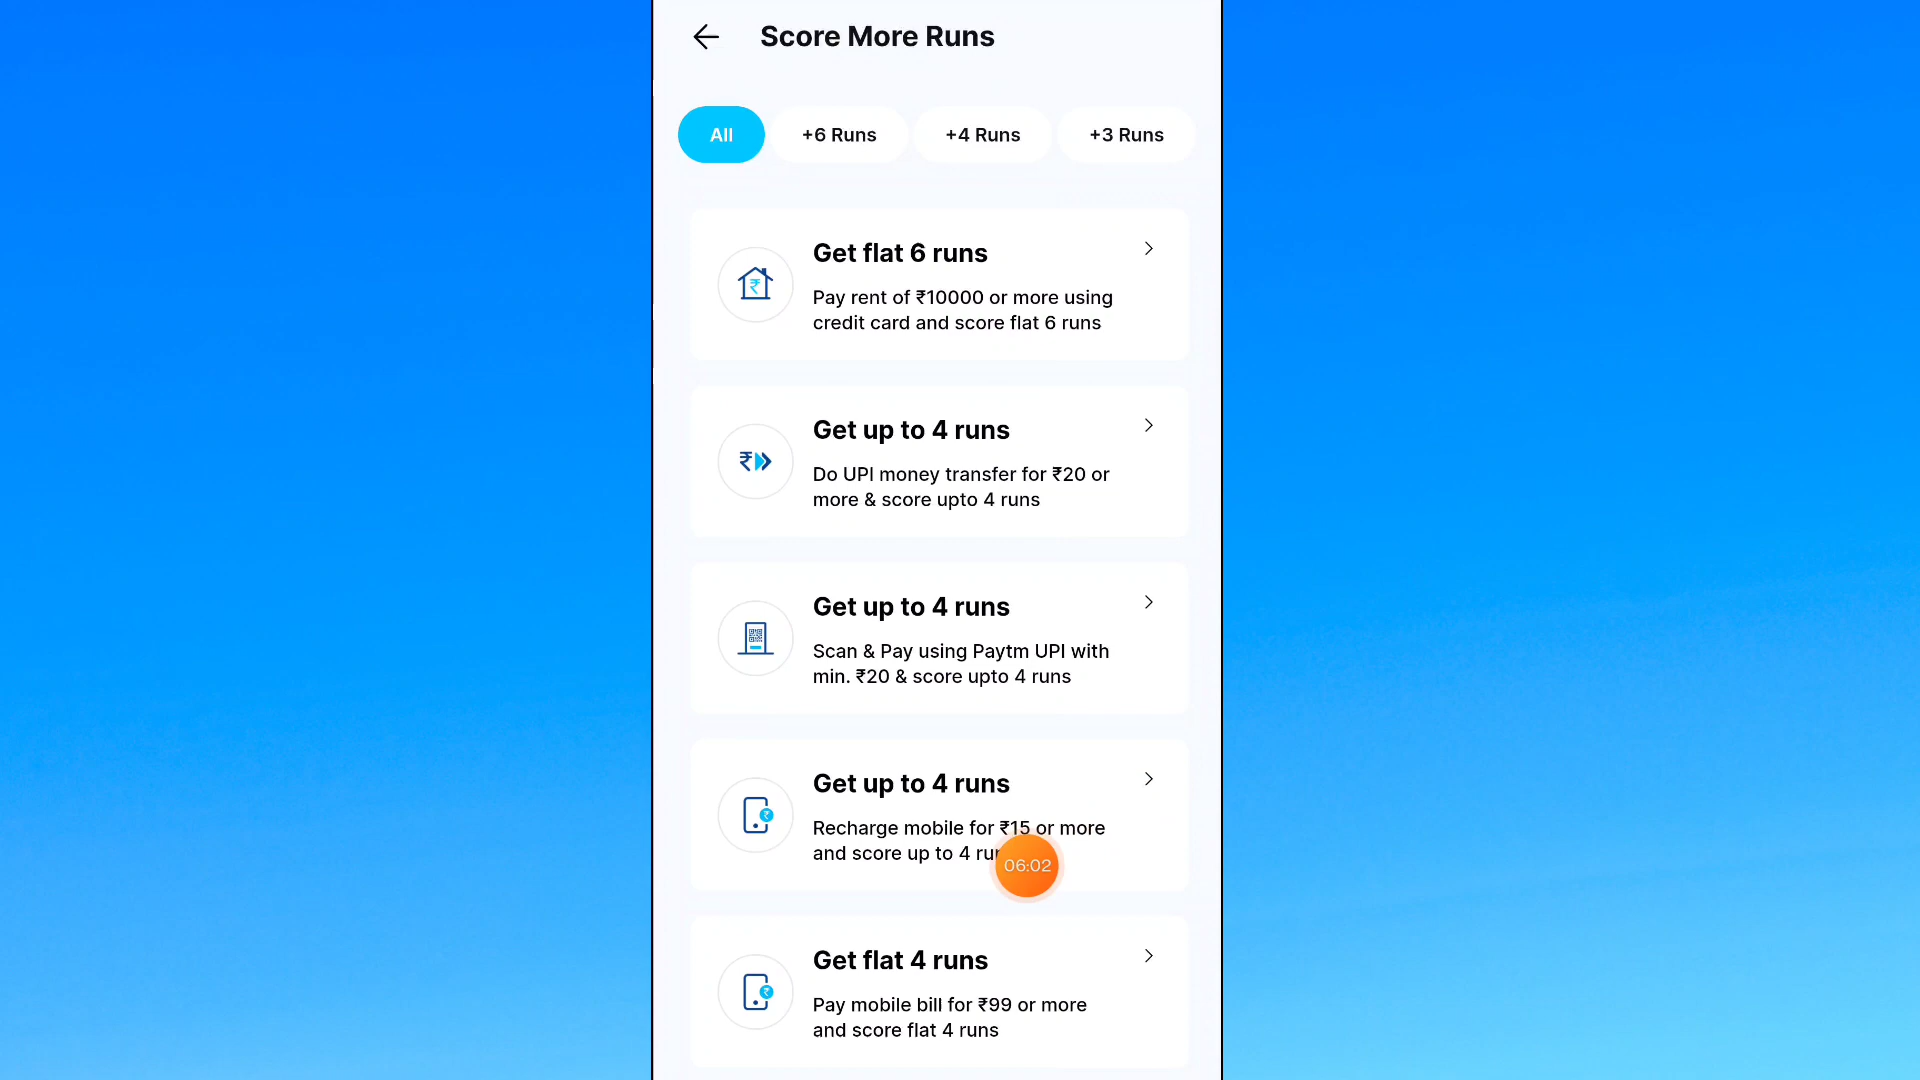 Score More Runs
All
+6 Runs
+4 Runs
+3 Runs
Get flat 6 runs
Pay rent of ₹10000 or more using
credit card and score flat 6 runs
Get up to 4 runs
Do UPI money transfer for ₹20 or
more & score upto 4 runs
Get up to 4 runs
Scan & Pay using Paytm UPI with
min. ₹20 & score upto 4 runs
Get up to 4 runs
Recharge mobile for ₹15 or more
and score up to 4
06:02
Get flat 4 runs
Pay mobile bill for ₹99 or more
and score flat 4 runs